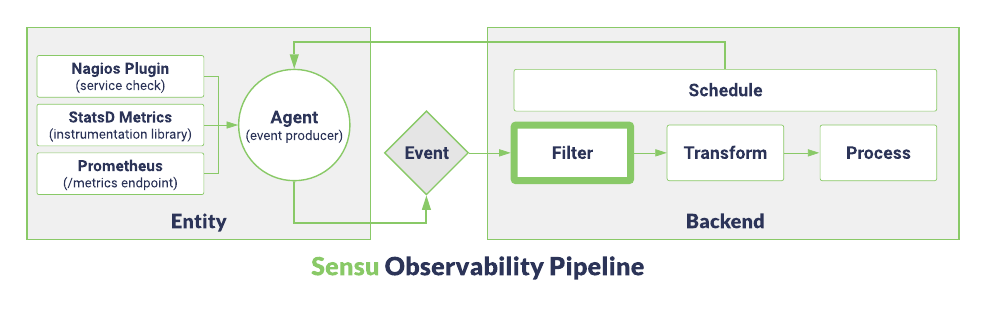 Nagios Plugin
(service check)
StatsD Metrics
(instrumentation library)
Prometheus
(/metrics endpoint)
Agent
(event producer)
Entity
Event
Schedule
Filter
Transform
Process
Backend
Sensu Observability Pipeline